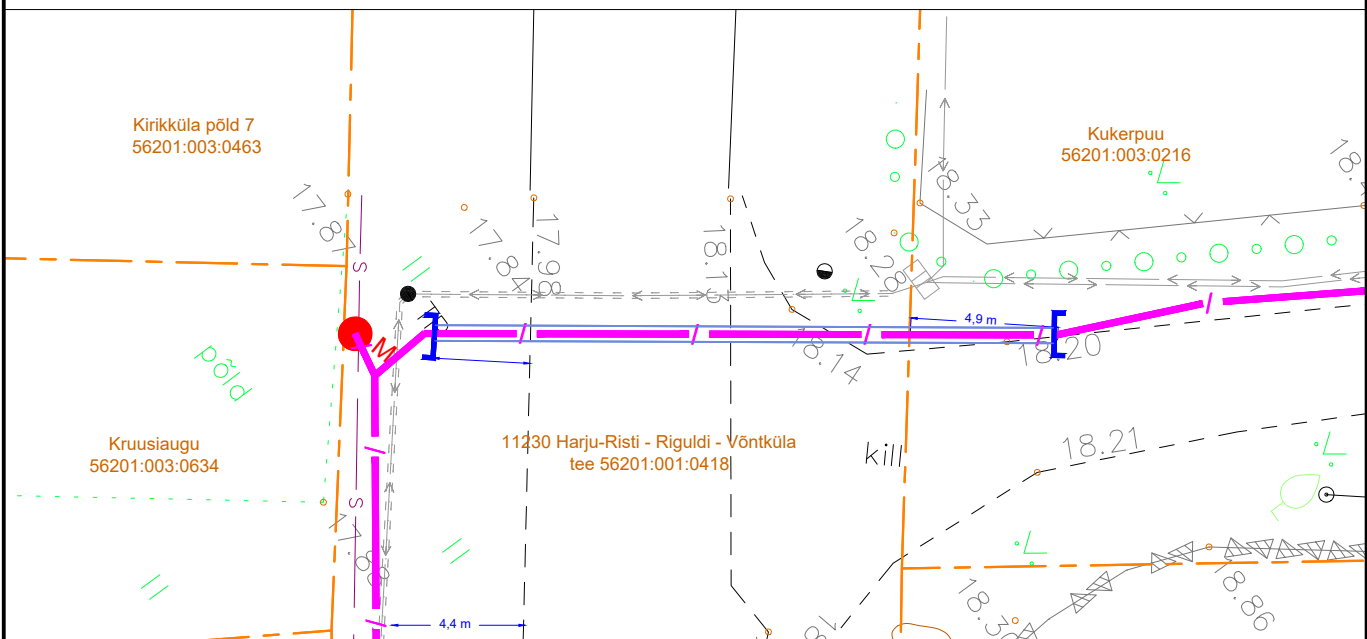 Kirikküla põld 7
56201:003:0463
Kukerpuu
56201:003:0216
17.87
17.84
17.98
18.13
18.28
18.33
S
4,9 m
M
18.14
18.20
põld
Kruusiaugu
56201:003:0634
11230 Harju-Risti - Riguldi - Võntküla
tee 56201:001:0418
kill
18.21
S
4,4 m
18.86